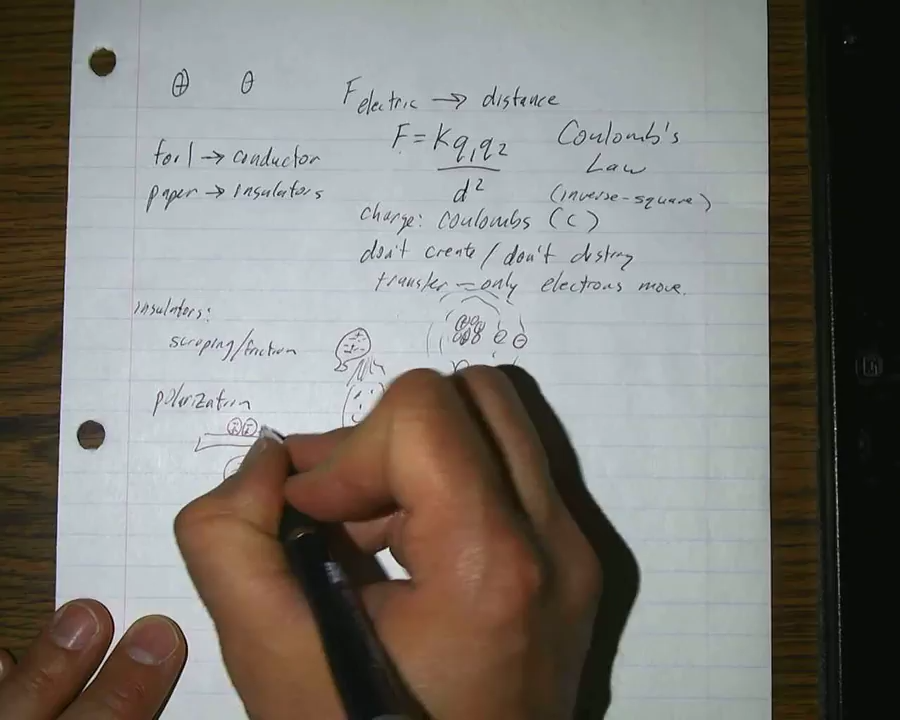 ⊕ θ
F electric → distance
F = K q₁q₂
d²
Coulomb's
Law
(inverse-square)
foil → conductor
paper → insulators
charge: coulombs (C)
don't create / don't destroy
transfer - only electrons move.
insulators:
scraping/friction
polarization